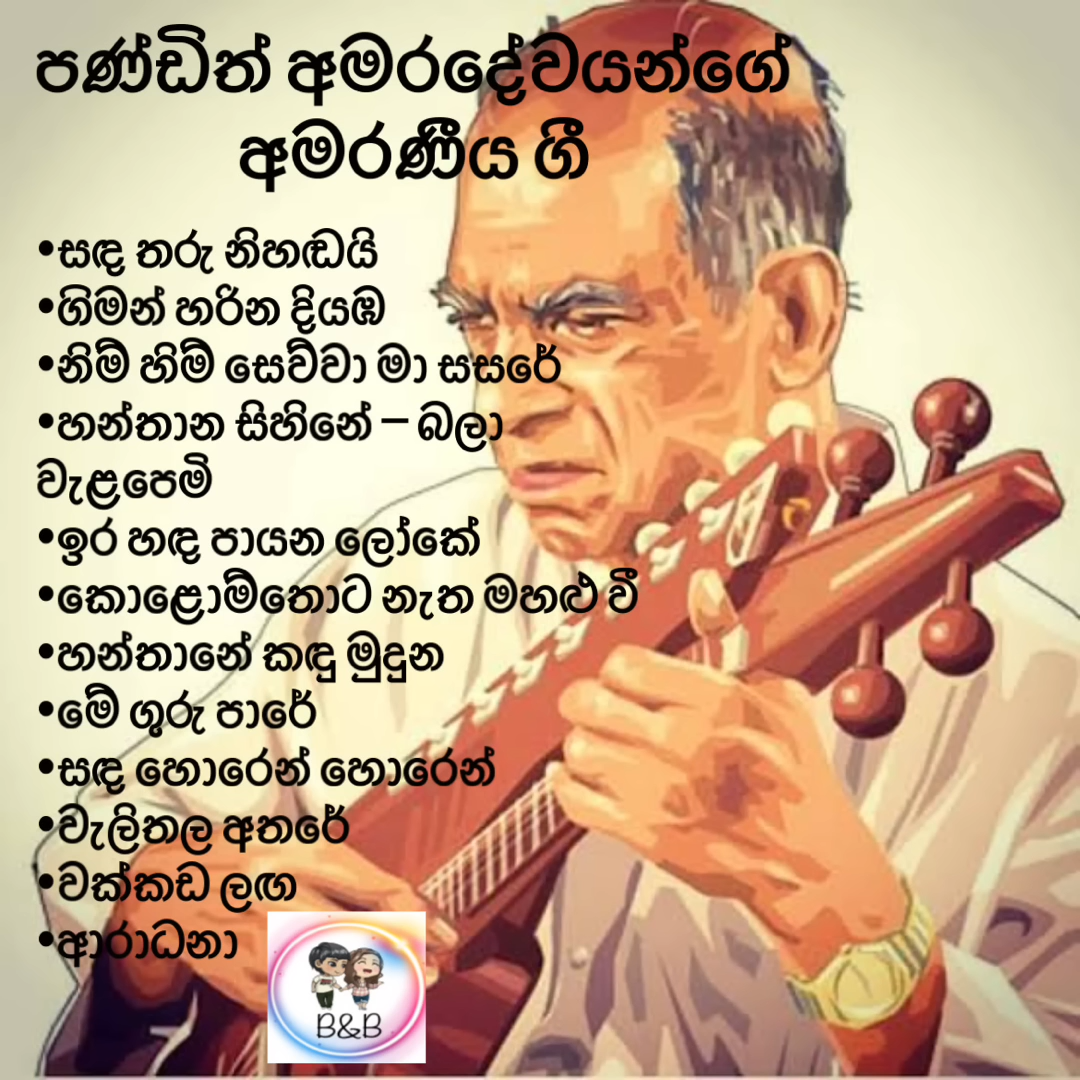 පණ්ඩිත් අමරදේවයන්ගේ
අමරණීය ගී
•සඳ තරු නිහඬයි
•ගිමන් හරින දියඹ
•නිම් හිම් සෙව්වා මා සසරේ
•හන්තාන සිහිනේ – බලා
වැළපෙමි
•ඉර හඳ පායන ලෝකේ
•කොළොම්තොට නැත මහළු වී
•හන්තානේ කඳු මුදුන
•මේ ගුරු පාරේ
•සඳ හොරෙන් හොරෙන්
•වැලිතල අතරේ
•වක්කඩ ලඟ
•ආරාධනා
B&B